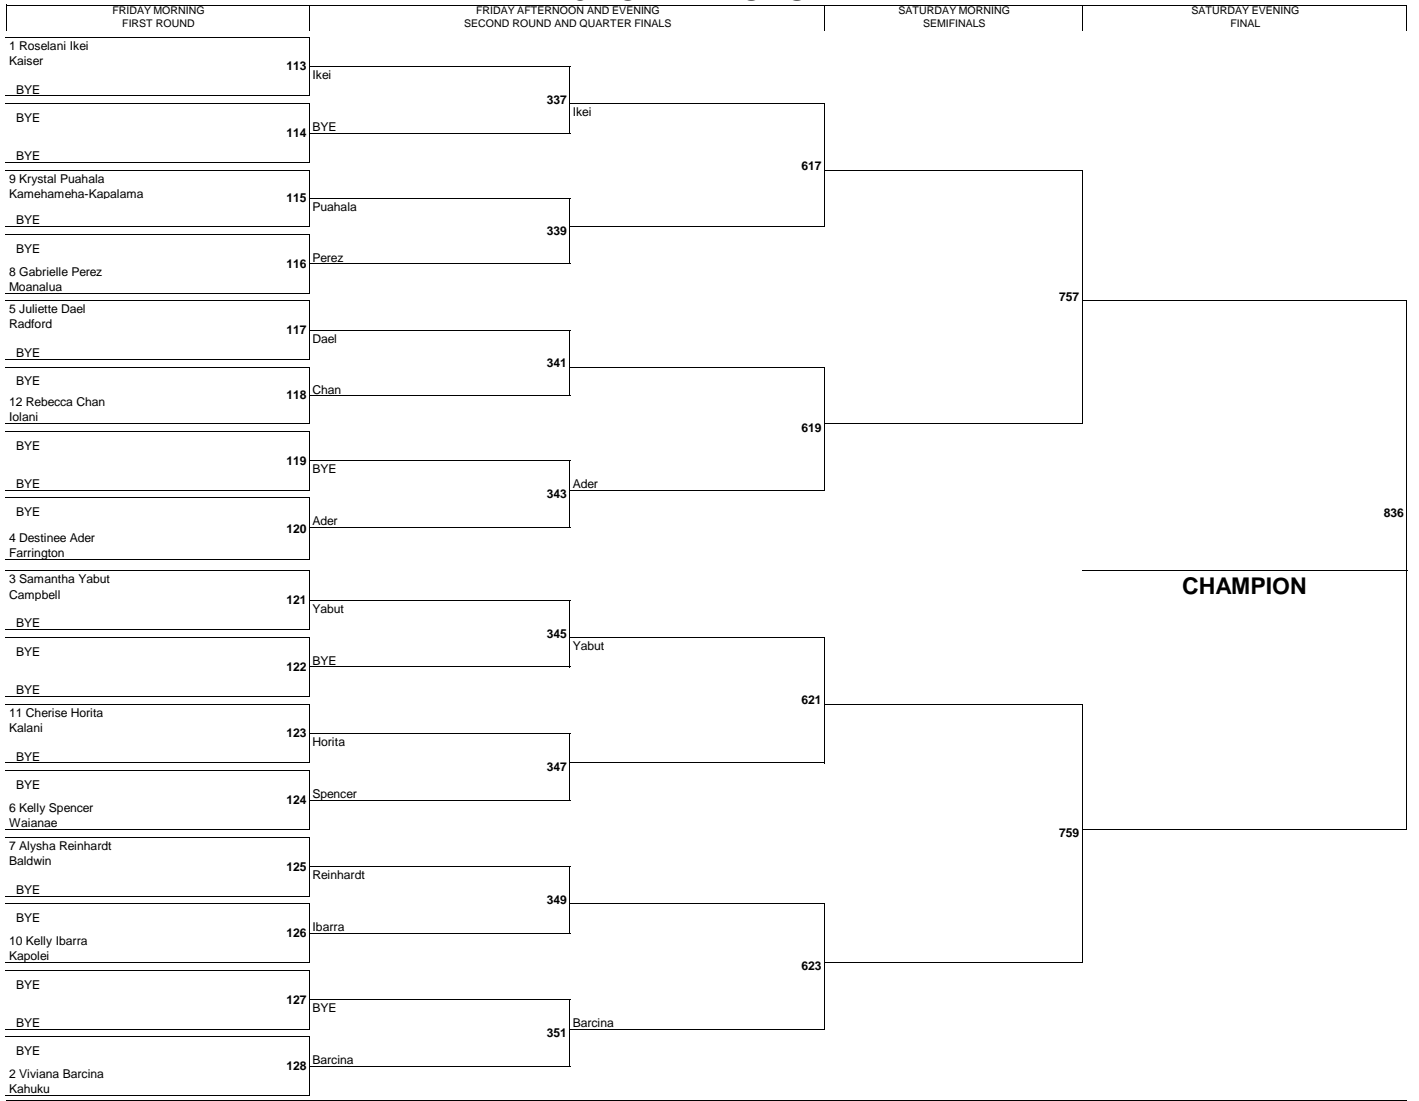 FRIDAY MORNING
FIRST ROUND
FRIDAY AFTERNOON AND EVENING
SECOND ROUND AND QUARTER FINALS
SATURDAY MORNING
SEMIFINALS
SATURDAY EVENING
FINAL
1 Roselani Ikei
Kaiser
113
Ikei
BYE
337
Ikei
BYE
114
BYE
BYE
617
9 Krystal Puahala
Kamehameha-Kapalama
115
Puahala
BYE
339
BYE
116
Perez
8 Gabrielle Perez
Moanalua
757
5 Juliette Dael
Radford
117
Dael
BYE
341
BYE
118
Chan
12 Rebecca Chan
Iolani
619
BYE
119
BYE
BYE
343
Ader
BYE
120
Ader
4 Destinee Ader
Farrington
836
3 Samantha Yabut
Campbell
CHAMPION
121
Yabut
BYE
345
Yabut
BYE
122
BYE
BYE
621
11 Cherise Horita
Kalani
123
Horita
BYE
347
BYE
124
Spencer
6 Kelly Spencer
Waianae
759
7 Alysha Reinhardt
Baldwin
125
Reinhardt
BYE
349
BYE
126
Ibarra
10 Kelly Ibarra
Kapolei
623
BYE
127
BYE
BYE
351
Barcina
BYE
128
Barcina
2 Viviana Barcina
Kahuku